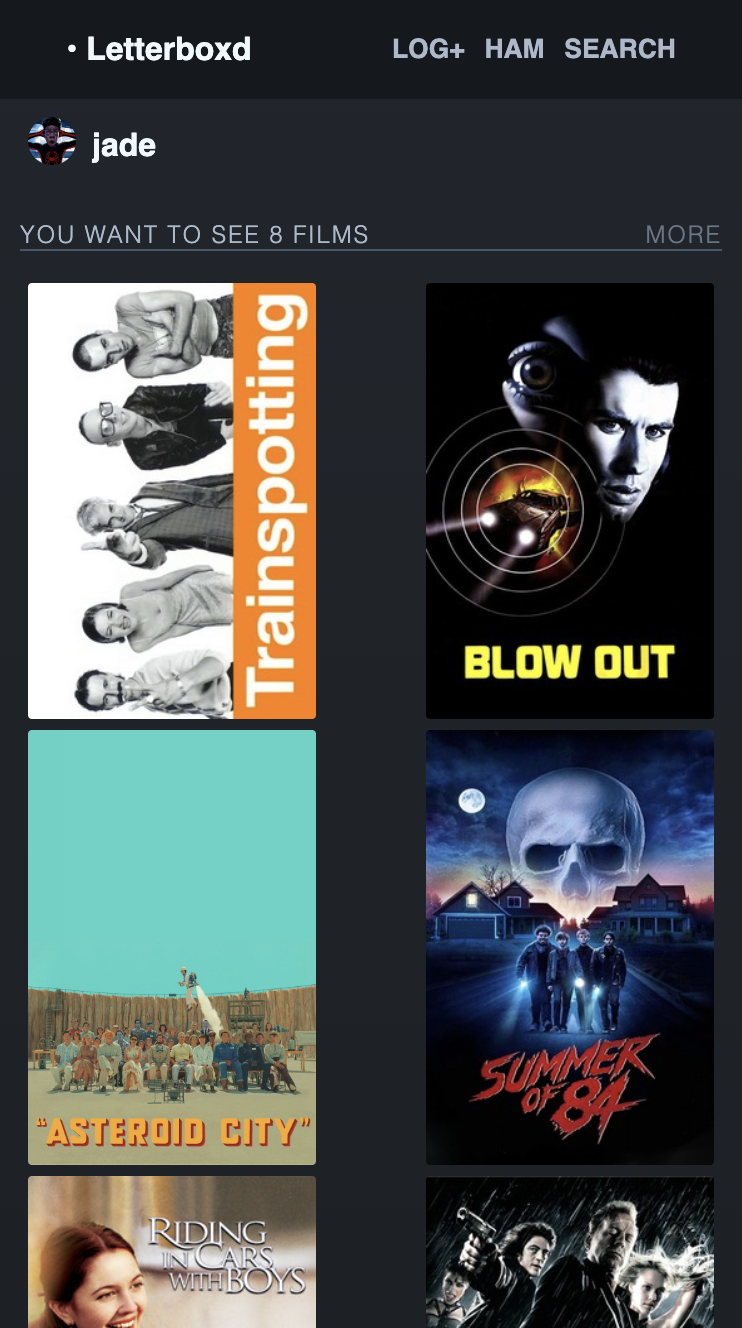 • Letterboxd LOG+ HAM SEARCH
jade
YOU WANT TO SEE 8 FILMS MORE
Trainspotting
BLOW OUT
"ASTEROID CITY"
SUMMER
OF 84
RIDING
IN CARS
WITH BOYS